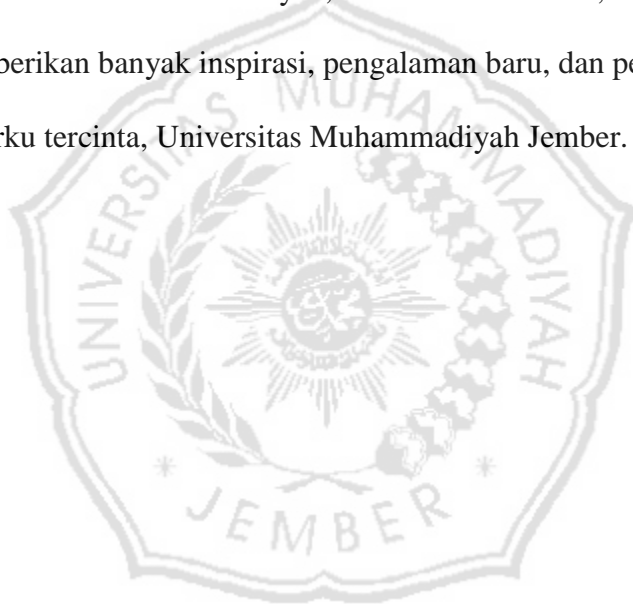 berikan banyak inspirasi, pengalaman baru, dan pe
rku tercinta, Universitas Muhammadiyah Jember.
UNIVERSITAS MUHAMMADIYAH
JEMBER